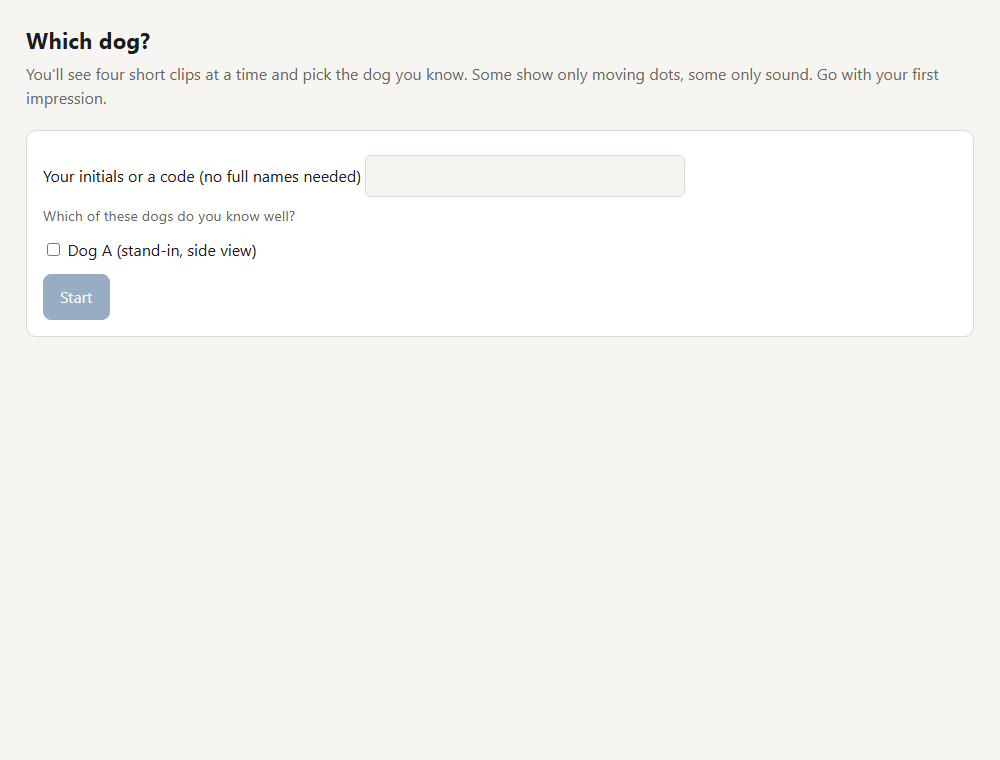 Which dog?
You'll see four short clips at a time and pick the dog you know. Some show only moving dots, some only sound. Go with your first
impression.
Your initials or a code (no full names needed)
Which of these dogs do you know well?
Dog A (stand-in, side view)
Start